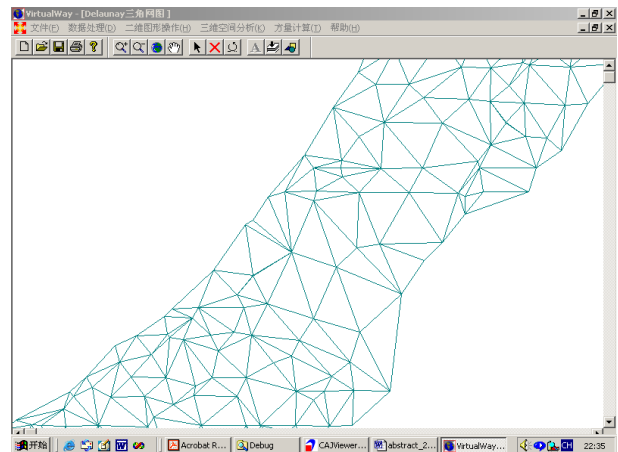 VirtualWay - [Delaunay三角网图 ]
文件(F) 数据处理(D) 二维图形操作(H) 三维空间分析(K) 方量计算(T) 帮助(H)
开始 Acrobat R... Debug CAJViewer... abstract_2... VirtualWay... CH 22:35